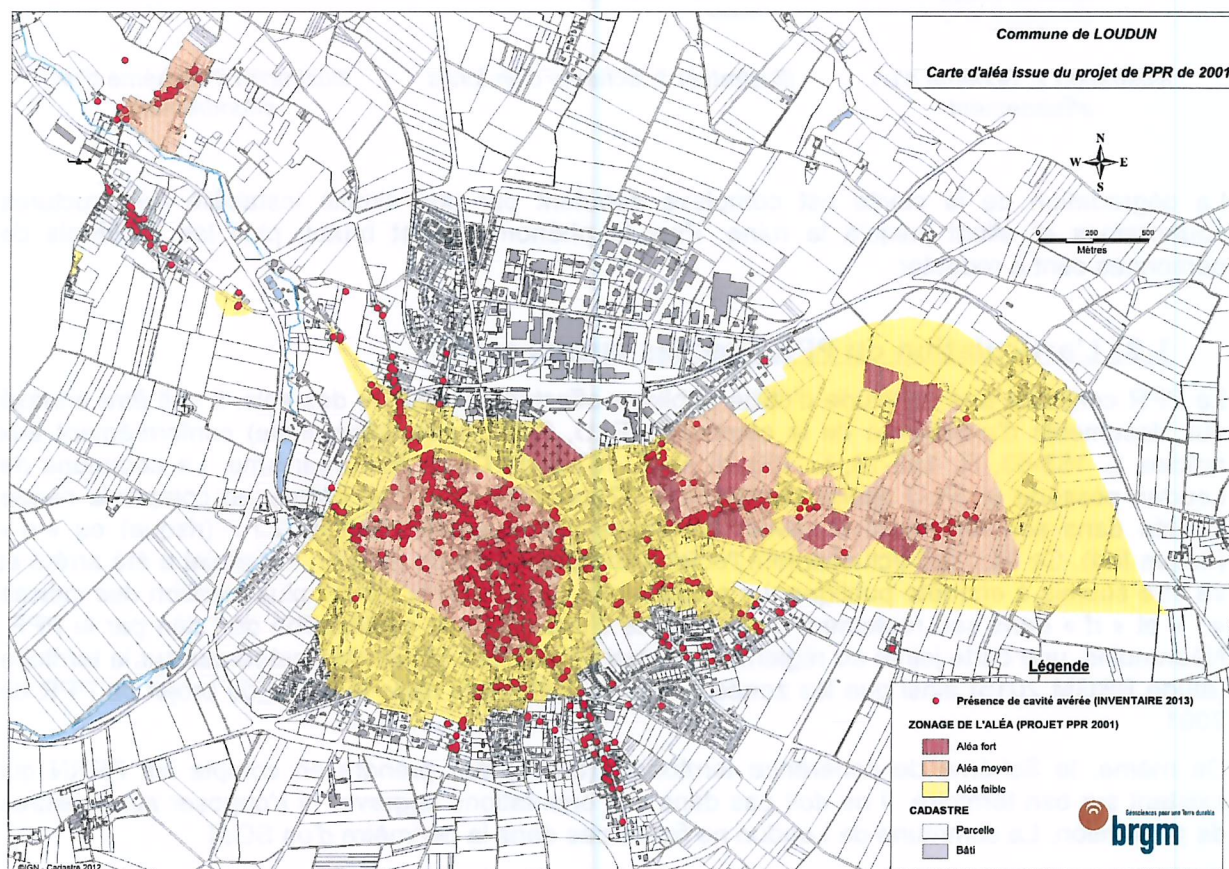 Commune de LOUDUN
Carte d'aléa issue du projet de PPR de 2001
N
W E
S
0 250 500
Mètres
Légende
Présence de cavité avérée (INVENTAIRE 2013)
ZONAGE DE L'ALÉA (PROJET PPR 2001)
Aléa fort
Aléa moyen
Aléa faible
CADASTRE
Parcelle
Bâti
Géosciences pour une Terre durable
brgm
©IGN - Cadastre 2012